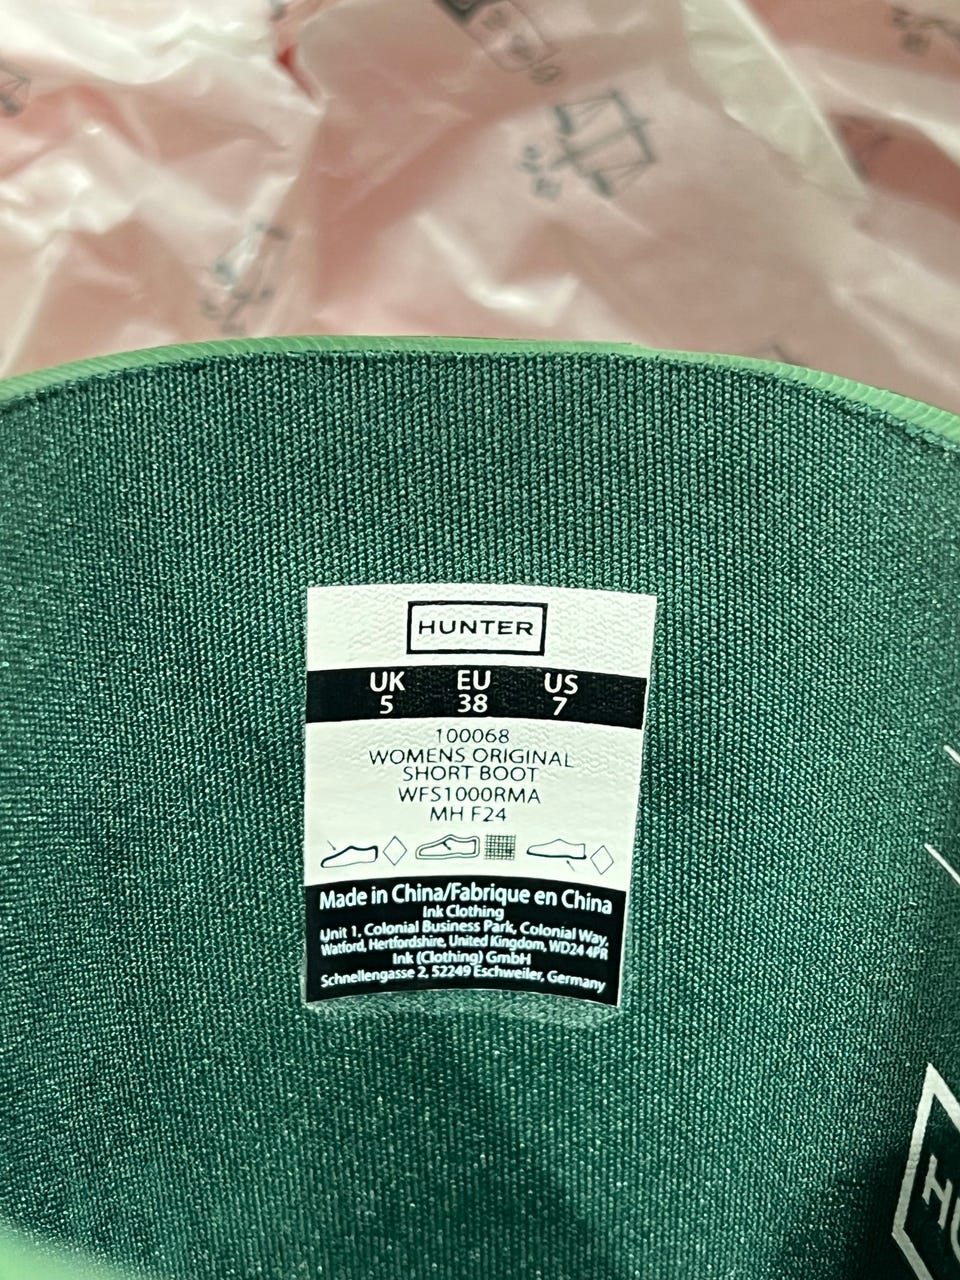 HUNTER
UK EU US
5 38 7
100068
WOMENS ORIGINAL
SHORT BOOT
WFS1000RMA
MH F24
Made in China/Fabrique en China
Ink Clothing
Unit 1, Colonial Business Park, Colonial Way,
Watford, Hertfordshire, United Kingdom, WD24 4PR
Ink (Clothing) GmbH
Schnellengasse 2, 52249 Eschweiler, Germany